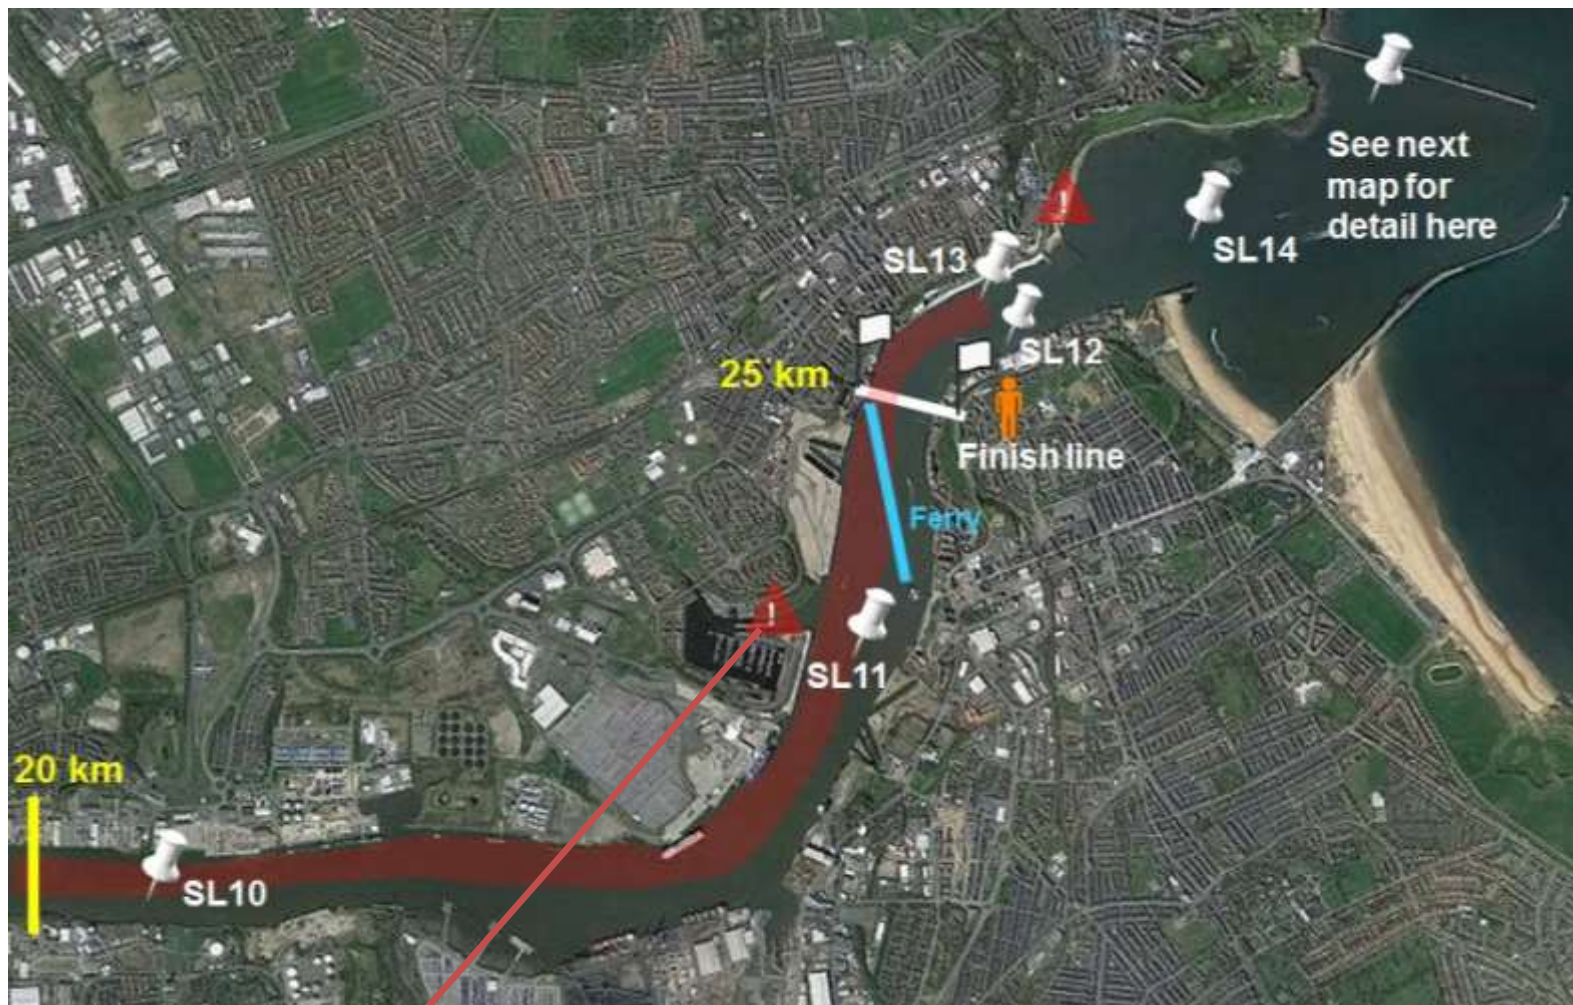 See next
map for
detail here
SL13
SL14
SL12
25 km
Finish line
Ferry
!
!
SL11
20 km
SL10